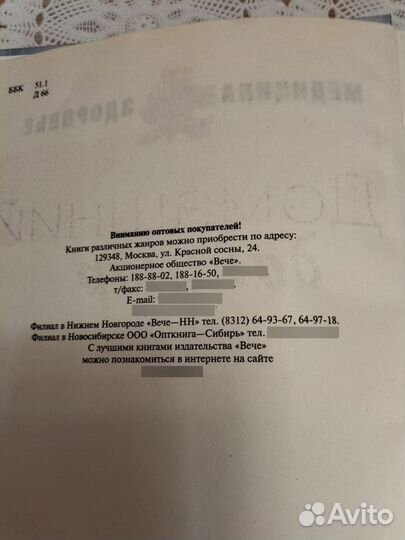 ББК 51.1
Д 66
МЕДИЦИНА
ЗДОРОВЬЕ
Вниманию оптовых покупателей!
Книги различных жанров можно приобрести по адресу:
129348, Москва, ул. Красной сосны, 24.
Акционерное общество «Вече».
Телефоны: 188-88-02, 188-16-50,
т/факс:
E-mail:
Филиал в Нижнем Новгороде «Вече—НН» тел. (8312) 64-93-67, 64-97-18.
Филиал в Новосибирске ООО «Опткнига—Сибирь» тел.
С лучшими книгами издательства «Вече»
можно познакомиться в интернете на сайте
Avito